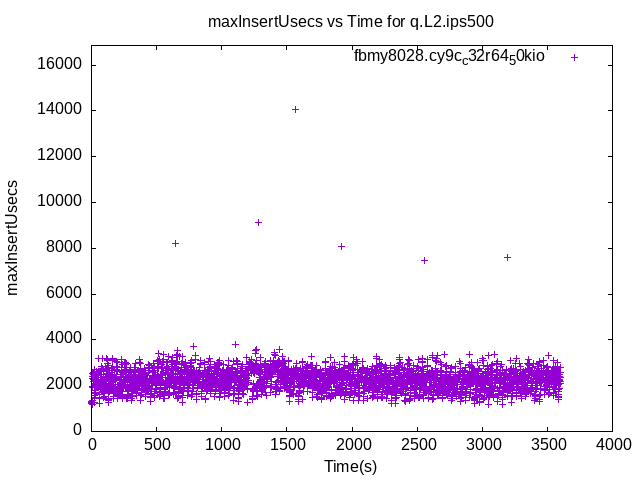 maxInsertUsecs vs Time for q.L2.ips500
fbmy8028.cy9c_c32r64_50kio
16000
14000
12000
10000
8000
6000
4000
2000
0
maxInsertUsecs
0 500 1000 1500 2000 2500 3000 3500 4000
Time(s)